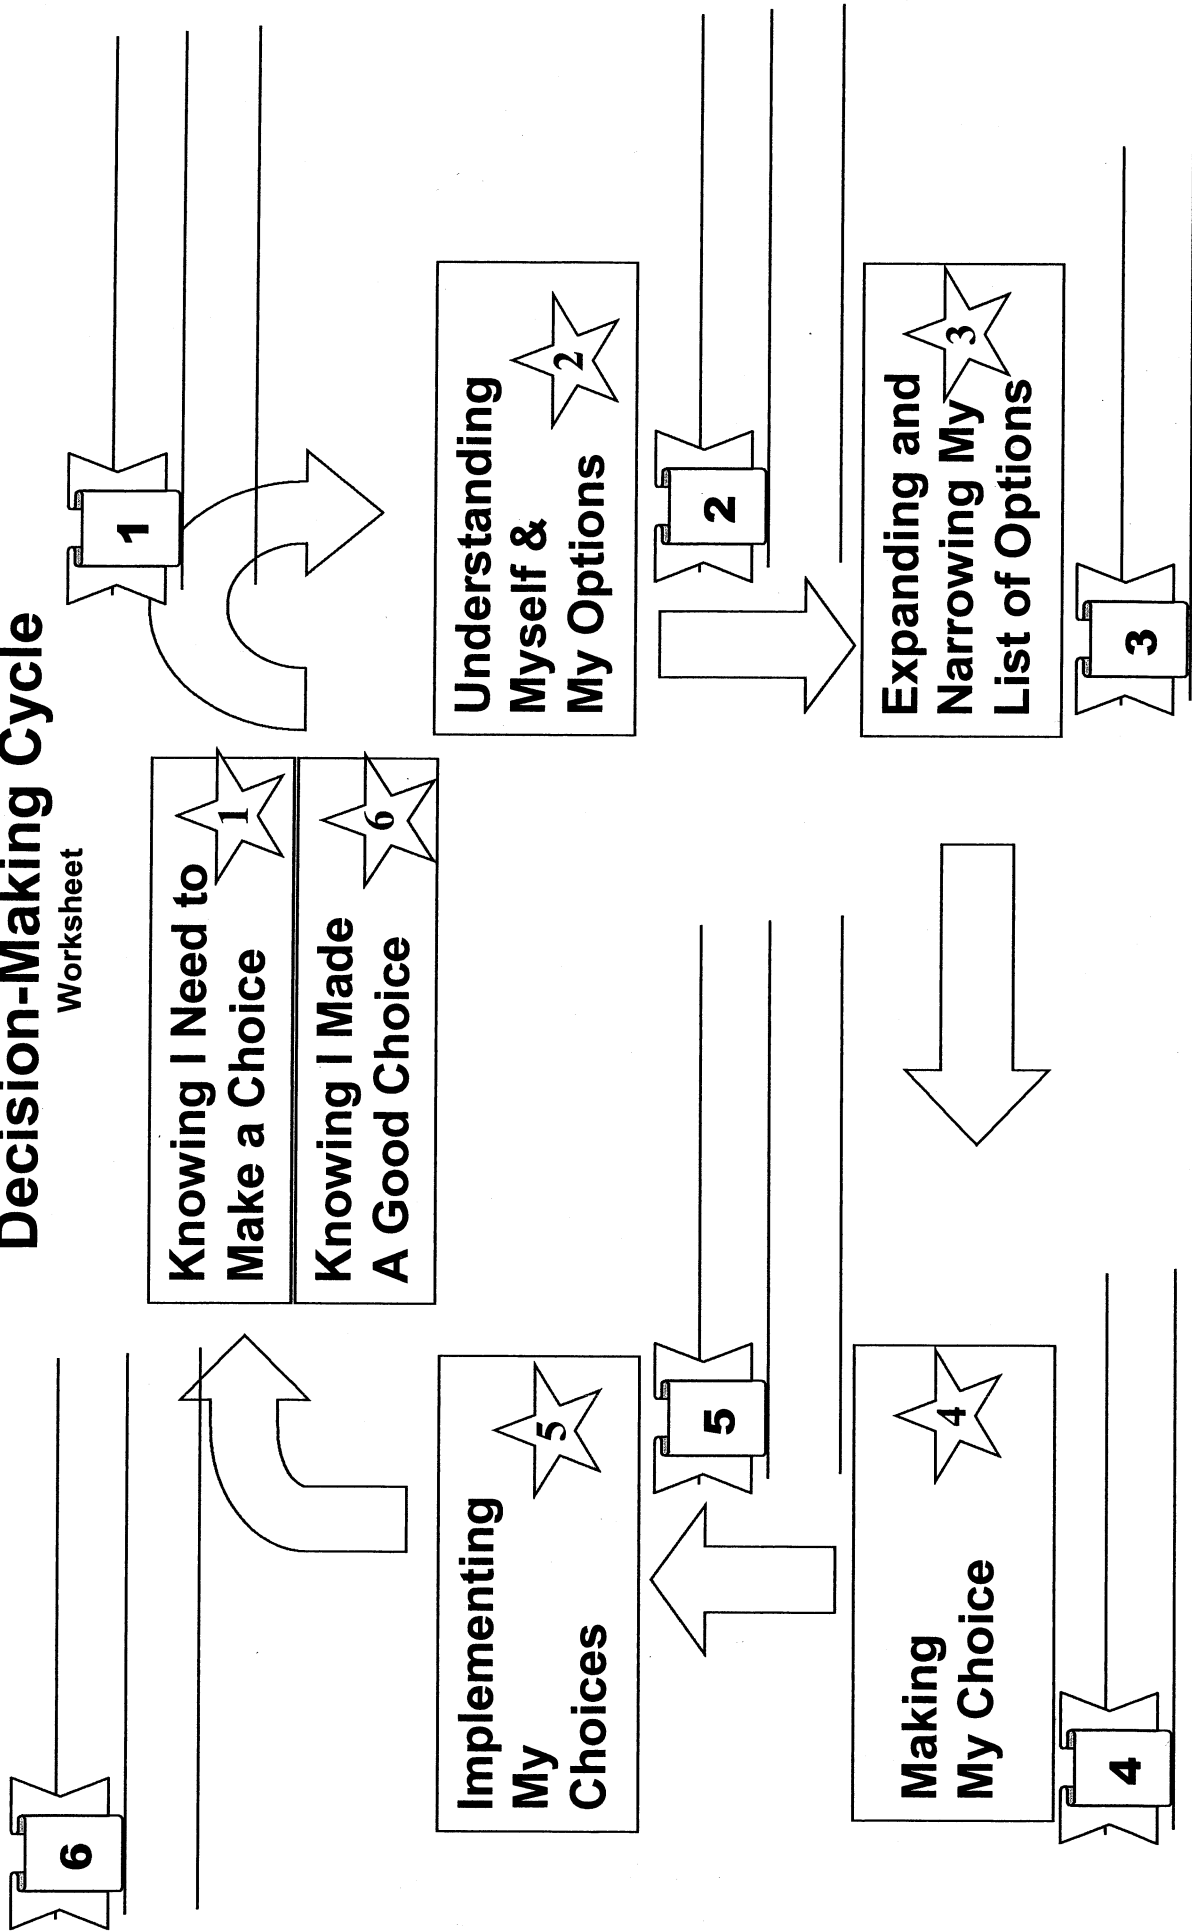 Decision-Making Cycle
Worksheet
6
1
Knowing I Need to
Make a Choice
1
Knowing I Made
A Good Choice
6
Implementing
My
Choices
5
Understanding
Myself &
My Options
2
5
2
Making
My Choice
4
Expanding and
Narrowing My
List of Options
3
4
3